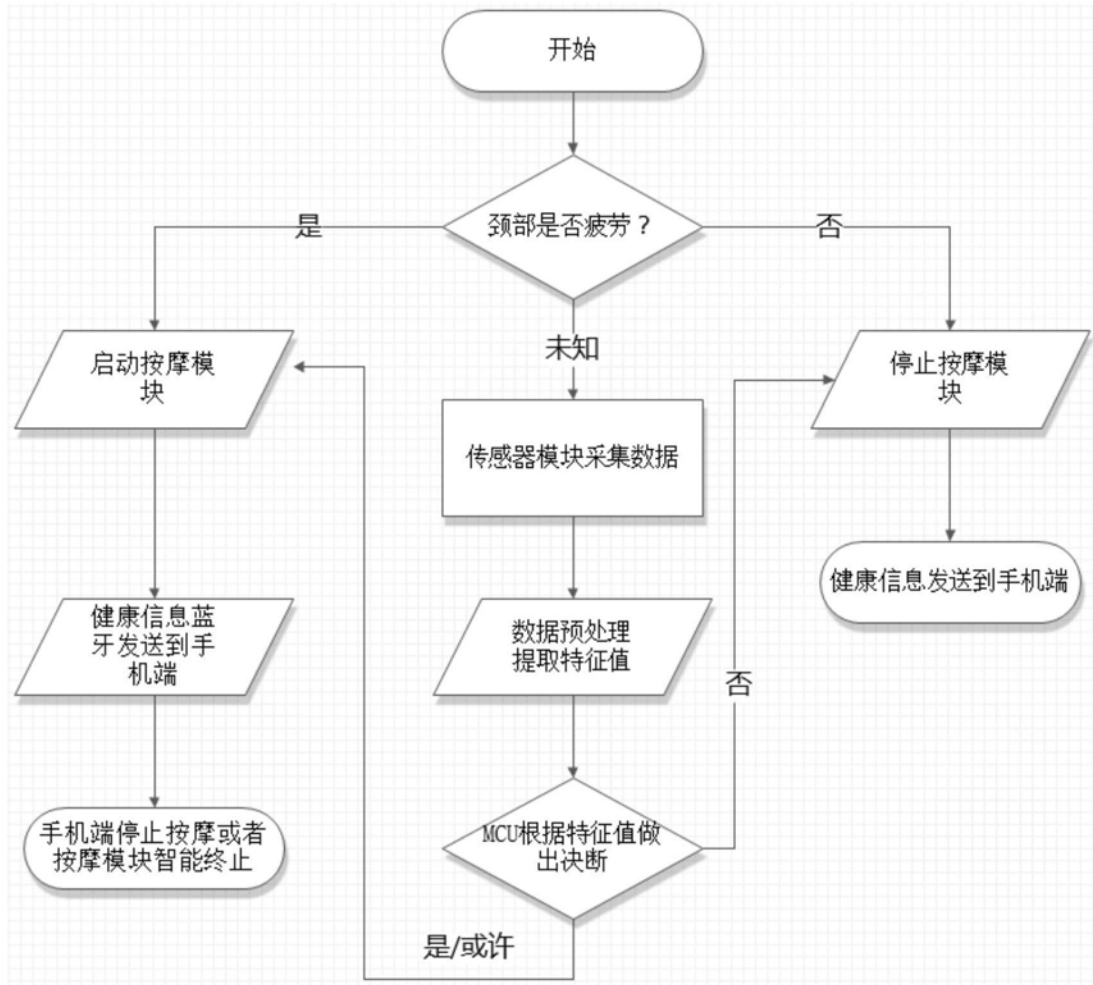 开始
颈部是否疲劳？
是
否
未知
启动按摩模
块
停止按摩模
块
传感器模块采集数据
健康信息发送到手机端
健康信息蓝
牙发送到手
机端
数据预处理
提取特征值
否
手机端停止按摩或者
按摩模块智能终止
MCU根据特征值做
出决断
是/或许